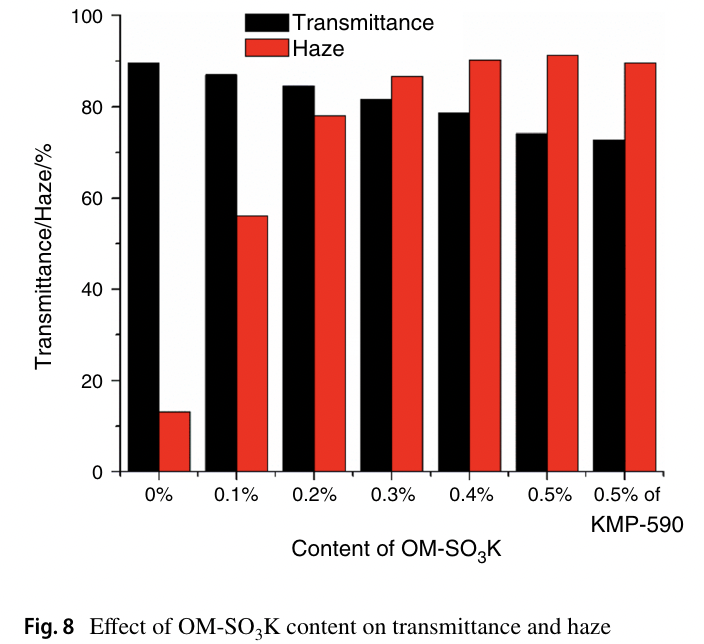 Transmittance
Haze
100
80
60
40
20
0
Transmittance/Haze/%
0% 0.1% 0.2% 0.3% 0.4% 0.5% 0.5% of
KMP-590
Content of OM-SO₃K
Fig. 8 Effect of OM-SO₃K content on transmittance and haze